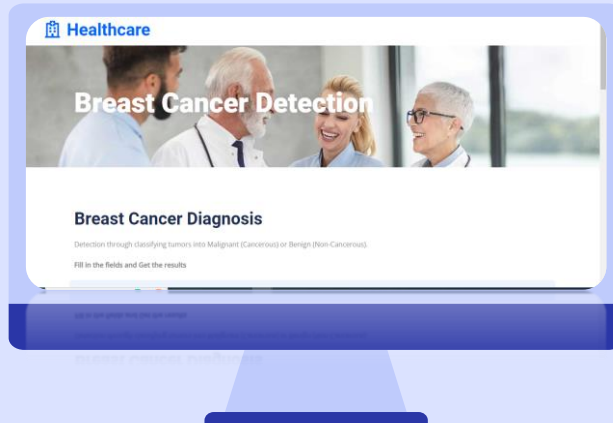 Healthcare
Breast Cancer Detection
Breast Cancer Diagnosis
Detection through classifying tumors into Malignant (Cancerous) or Benign (Non-Cancerous).
Fill in the fields and Get the results